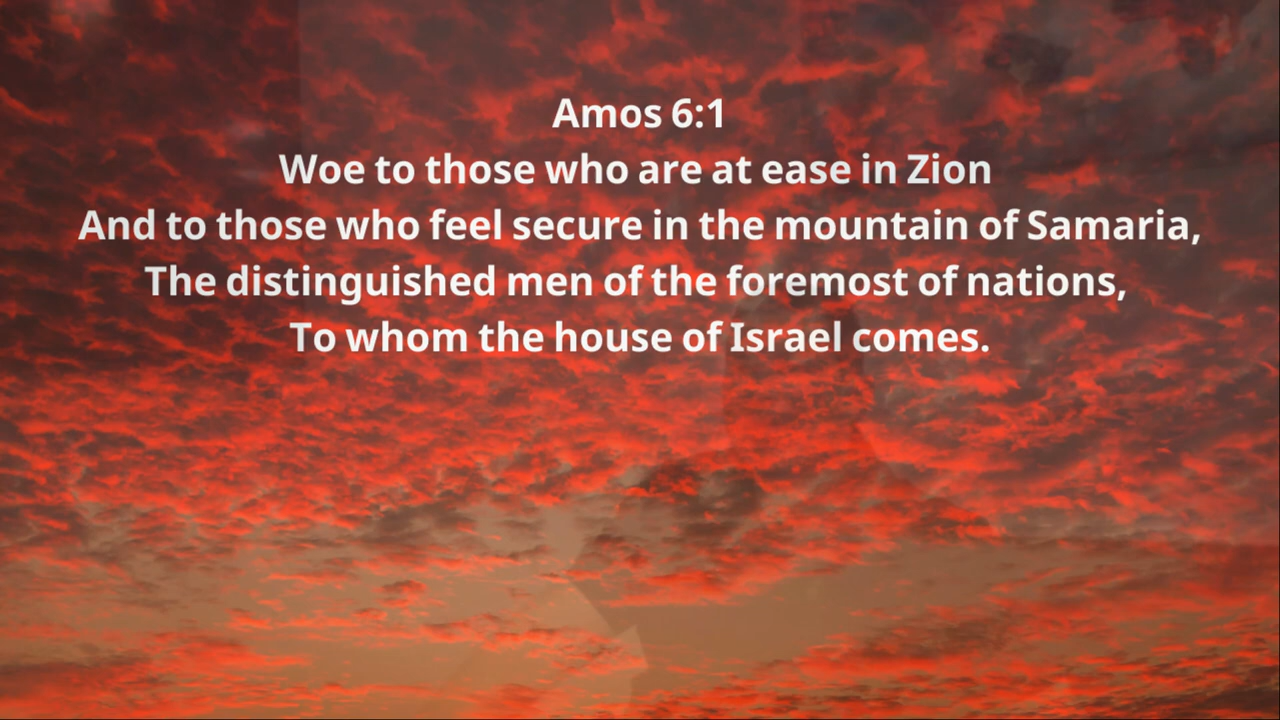 Amos 6:1
Woe to those who are at ease in Zion
And to those who feel secure in the mountain of Samaria,
The distinguished men of the foremost of nations,
To whom the house of Israel comes.